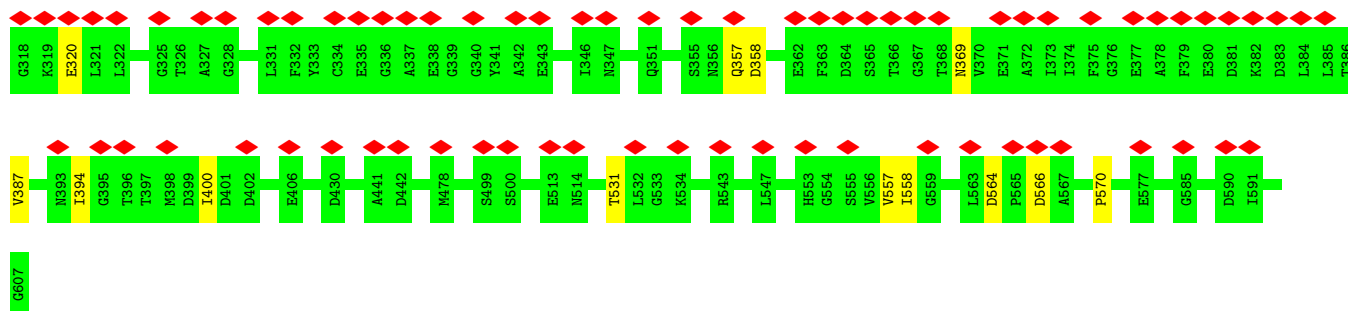 G318 K319 E320 L321 L322 G325 T326 A327 G328 L331 F332 Y333 C334 E335 G336 A337 E338 G339 G340 Y341 A342 E343 I346 N347 Q351 S355 N356 Q357 D358 E362 F363 D364 S365 T366 G367 T368 N369 V370 E371 A372 I373 I374 F375 G376 E377 A378 F379 E380 D381 K382 D383 L384 L385 T386
V387 N393 I394 G395 T396 T397 M398 D399 I400 D401 D402 E406 D430 A441 D442 M478 S499 S500 E513 N514 T531 L532 G533 K534 R543 L547 H553 G554 S555 V556 V557 I558 G559 L563 D564 P565 D566 A567 P570 E577 G585 D590 I591
G607